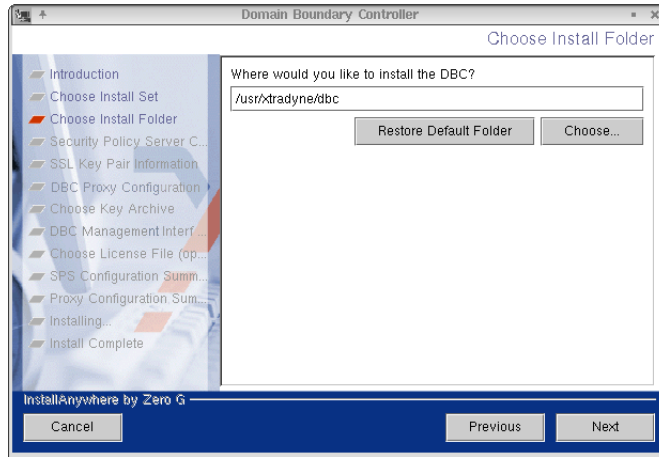 Domain Boundary Controller
Choose Install Folder
Introduction
Choose Install Set
Choose Install Folder
Security Policy Server C...
SSL Key Pair Information
DBC Proxy Configuration
Choose Key Archive
DBC Management Interf...
Choose License File (op...
SPS Configuration Summ...
Proxy Configuration Sum...
Installing...
Install Complete
Where would you like to install the DBC?
/usr/xtradyne/dbc
Restore Default Folder
Choose...
InstallAnywhere by Zero G
Cancel
Previous
Next